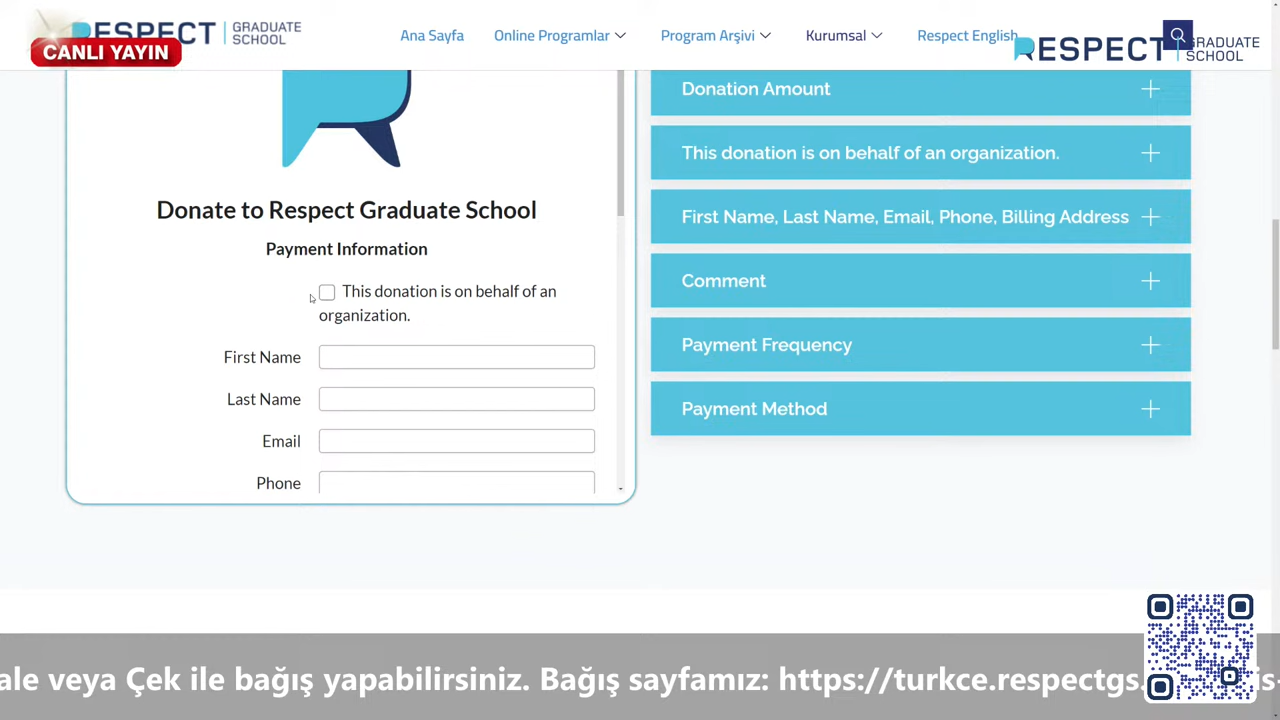 RESPECT GRADUATE SCHOOL
CANLI YAYIN
Ana Sayfa
Online Programlar
Program Arşivi
Kurumsal
Respect English
RESPECT GRADUATE SCHOOL
Donate to Respect Graduate School
Payment Information
This donation is on behalf of an
organization.
First Name
Last Name
Email
Phone
Donation Amount
This donation is on behalf of an organization.
First Name, Last Name, Email, Phone, Billing Address
Comment
Payment Frequency
Payment Method
ale veya Çek ile bağış yapabilirsiniz. Bağış sayfamız: https://turkce.respectgs.